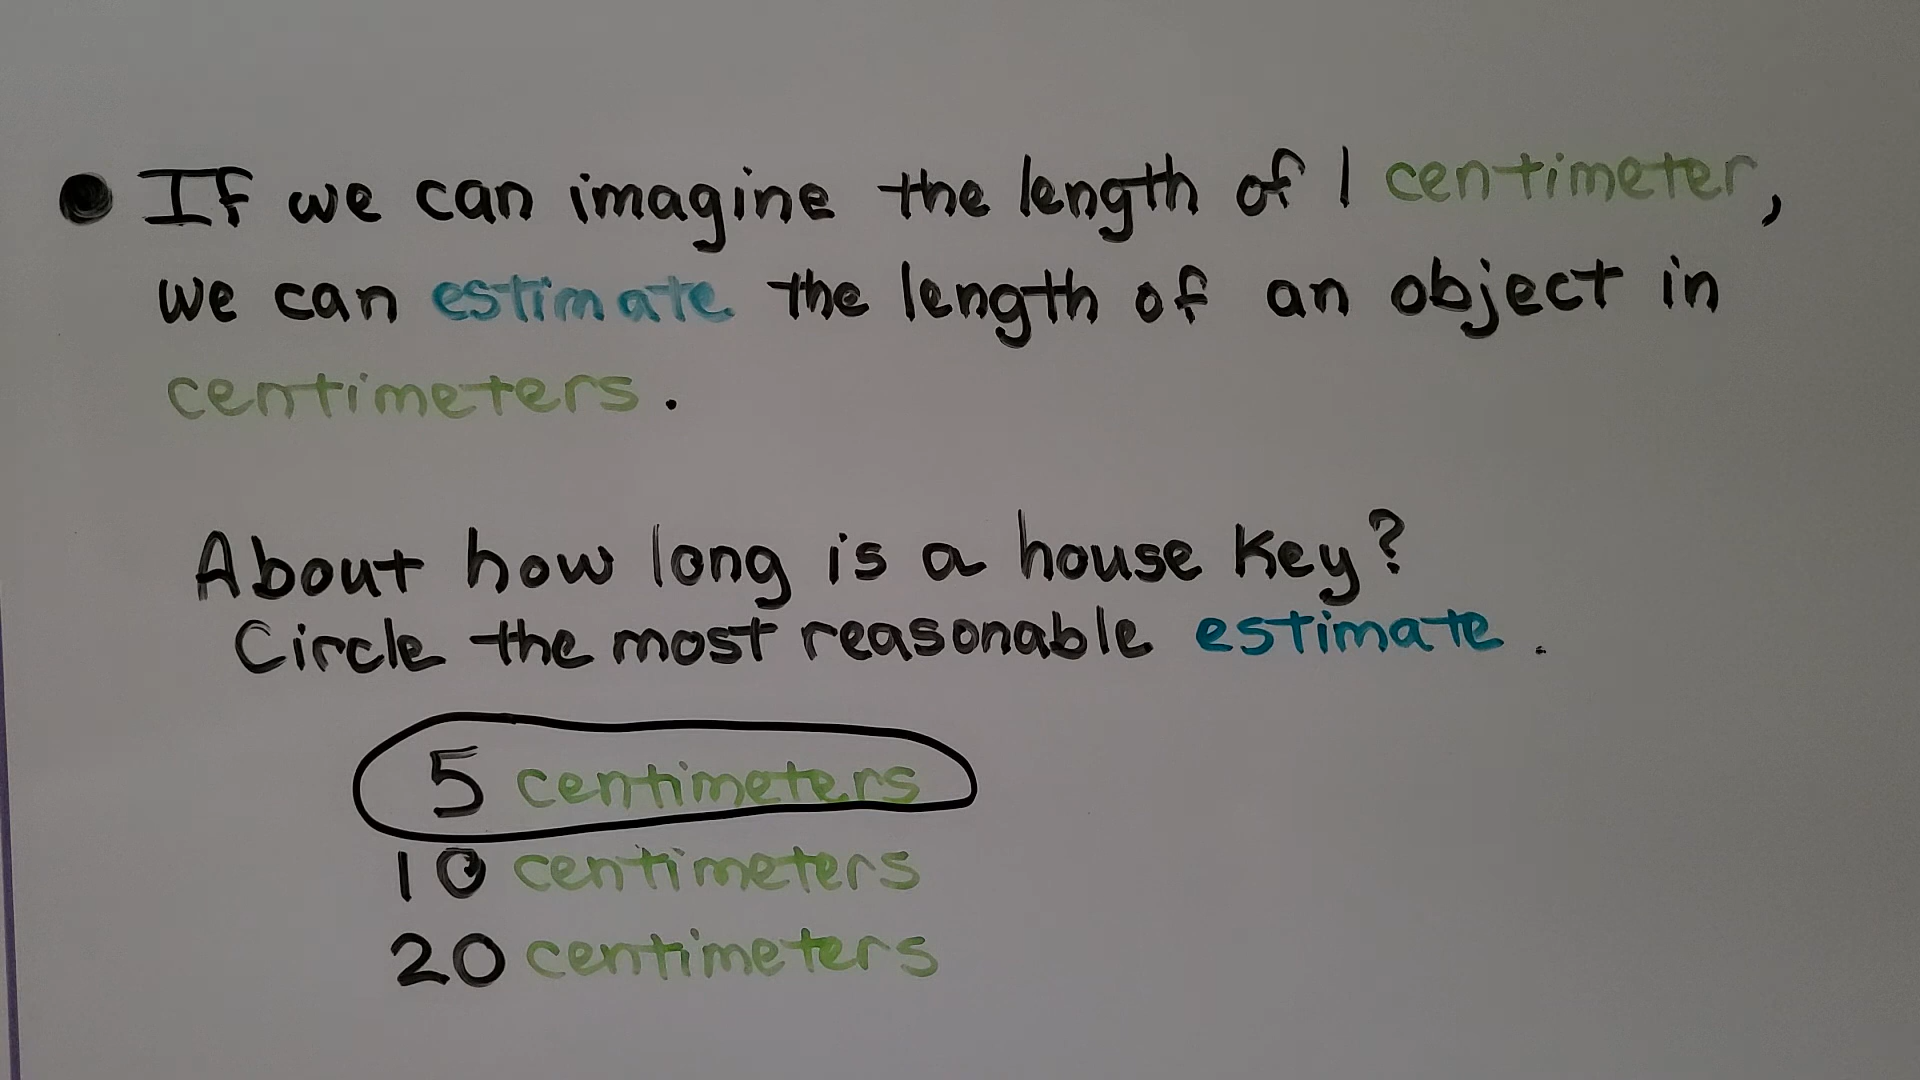 If we can imagine the length of 1 centimeter,
we can estimate the length of an object in
centimeters.
About how long is a house key?
Circle the most reasonable estimate.
5 centimeters
10 centimeters
20 centimeters